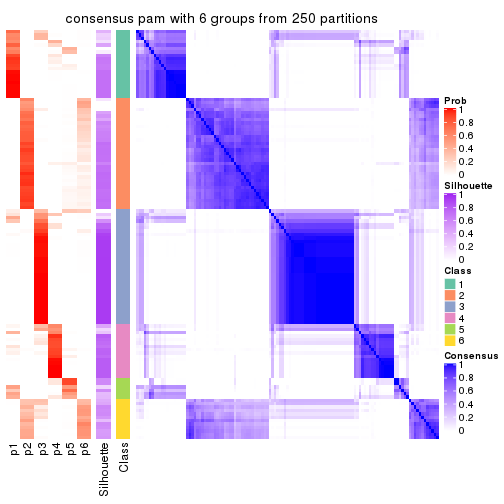 consensus pam with 6 groups from 250 partitions
Prob
1
0.8
0.6
0.4
0.2
0
Silhouette
1
0.8
0.6
0.4
0.2
0
Class
1
2
3
4
5
6
Consensus
1
0.8
0.6
0.4
0.2
0
p1
p2
p3
p4
p5
p6
Silhouette
Class